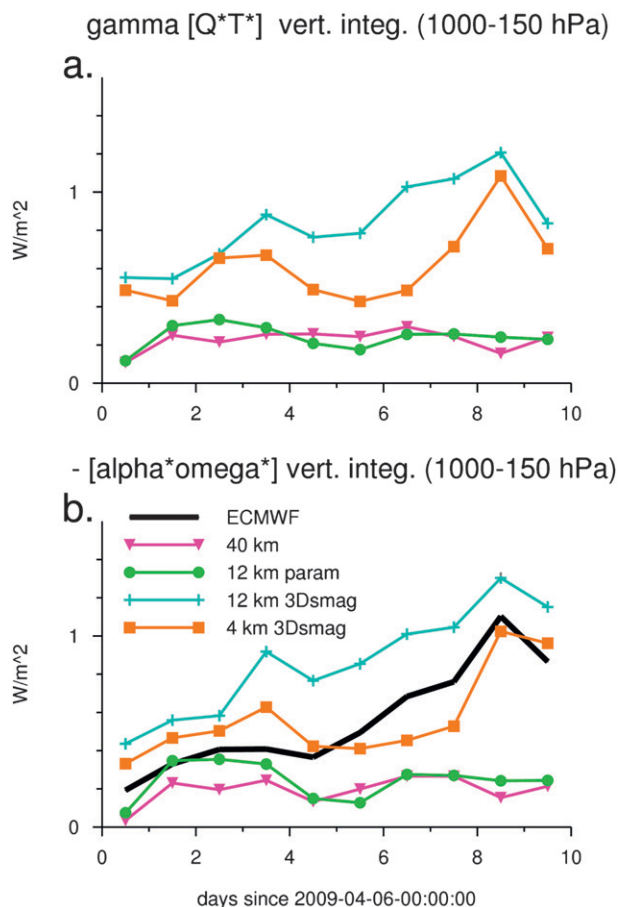 gamma [Q*T*] vert. integ. (1000-150 hPa)
a.
W/m^2
1
0
0 2 4 6 8 10
- [alpha*omega*] vert. integ. (1000-150 hPa)
b.
ECMWF
40 km
12 km param
12 km 3Dsmag
4 km 3Dsmag
W/m^2
1
0
0 2 4 6 8 10
days since 2009-04-06-00:00:00